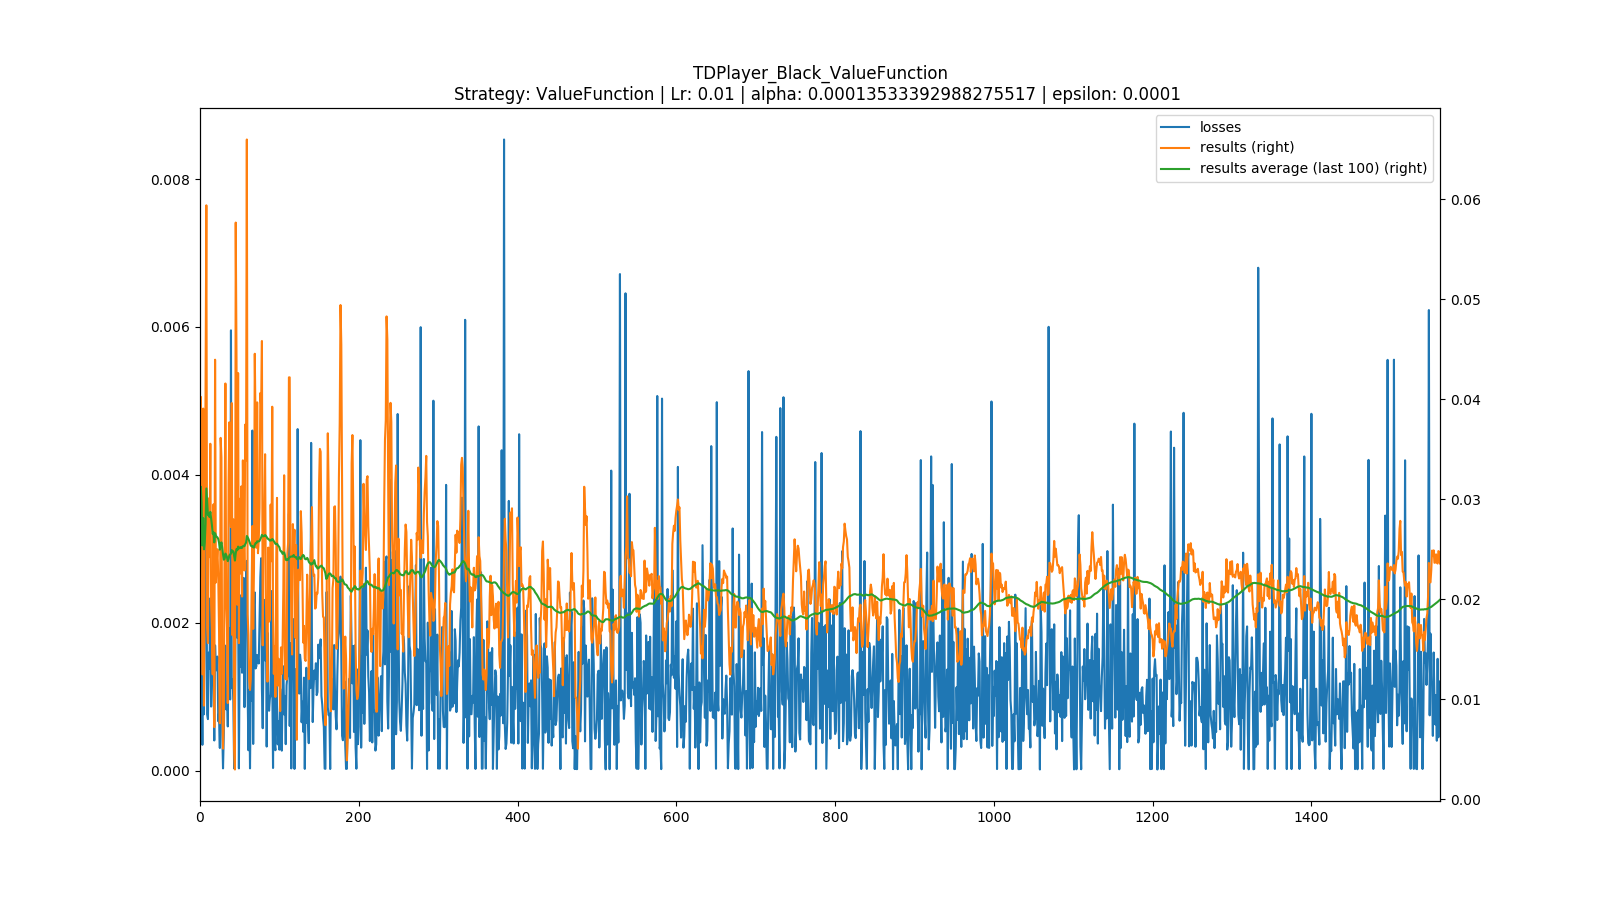 TDPlayer_Black_ValueFunction
Strategy: ValueFunction | Lr: 0.01 | alpha: 0.00013533392988275517 | epsilon: 0.0001
losses
results (right)
results average (last 100) (right)
0.008
0.006
0.004
0.002
0.000
0.06
0.05
0.04
0.03
0.02
0.01
0.00
0 200 400 600 800 1000 1200 1400